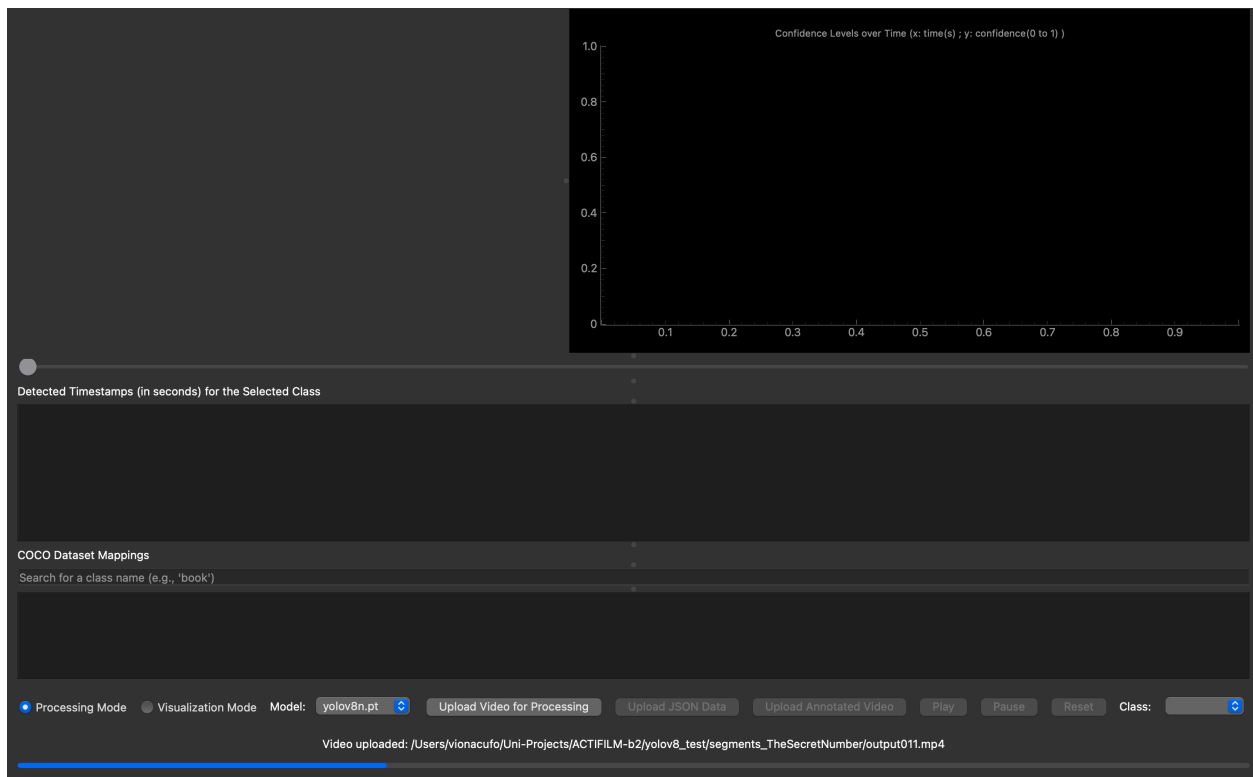 Confidence Levels over Time (x: time(s) ; y: confidence(0 to 1) )
1.0
0.8
0.6
0.4
0.2
0
0.1 0.2 0.3 0.4 0.5 0.6 0.7 0.8 0.9
Detected Timestamps (in seconds) for the Selected Class
COCO Dataset Mappings
Search for a class name (e.g., 'book')
Processing Mode Visualization Mode Model: yolov8n.pt Upload Video for Processing Upload JSON Data Upload Annotated Video Play Pause Reset Class:
Video uploaded: /Users/vionacufo/Uni-Projects/ACTIFILM-b2/yolov8_test/segments_TheSecretNumber/output011.mp4